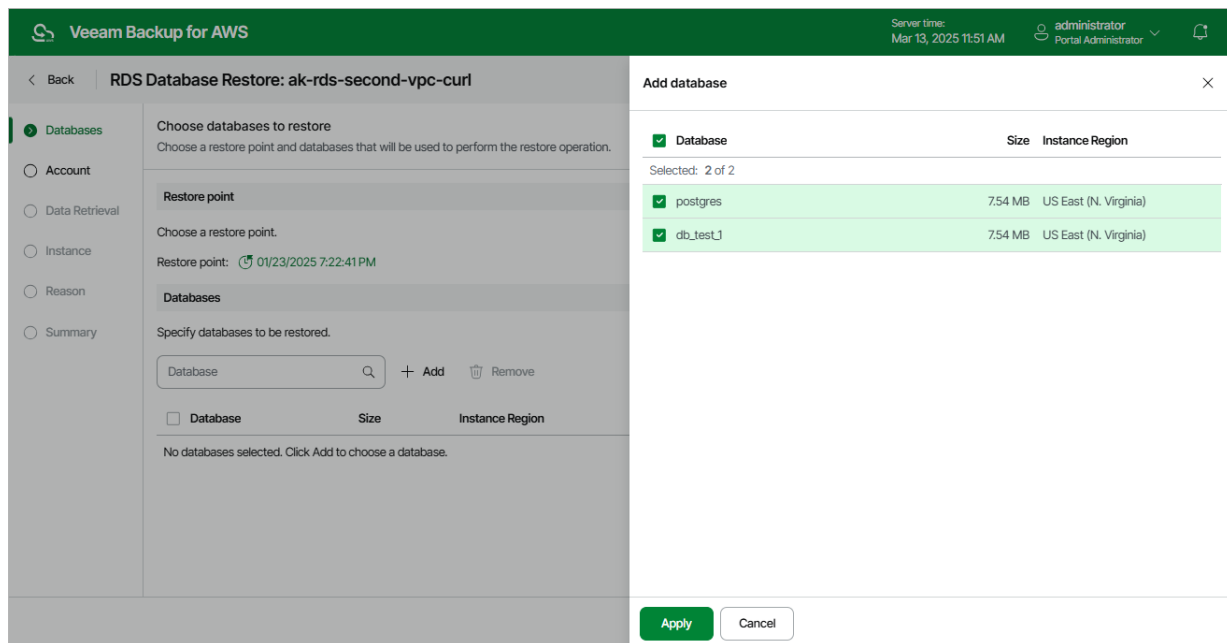 Veeam Backup for AWS
Server time:
Mar 13, 2025 11:51 AM
administrator
Portal Administrator
Back
RDS Database Restore: ak-rds-second-vpc-curl
Databases
Account
Data Retrieval
Instance
Reason
Summary
Choose databases to restore
Choose a restore point and databases that will be used to perform the restore operation.
Restore point
Choose a restore point.
Restore point: 01/23/2025 7:22:41 PM
Databases
Specify databases to be restored.
Database
Add
Remove
Database Size Instance Region
No databases selected. Click Add to choose a database.
Add database
Database Size Instance Region
Selected: 2 of 2
postgres 7.54 MB US East (N. Virginia)
db_test_1 7.54 MB US East (N. Virginia)
Apply
Cancel